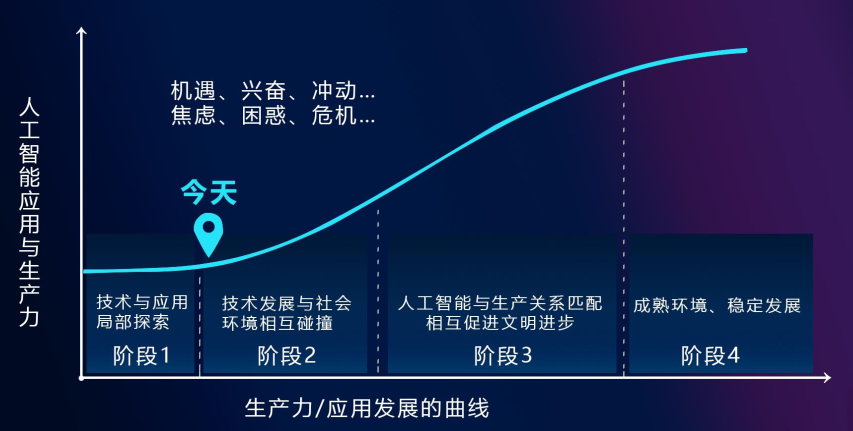 人工智能应用与生产力
机遇、兴奋、冲动...
焦虑、困惑、危机...
今天
技术与应用
局部探索
阶段1
技术发展与社会
环境相互碰撞
阶段2
人工智能与生产关系匹配
相互促进文明进步
阶段3
成熟环境、稳定发展
阶段4
生产力/应用发展的曲线